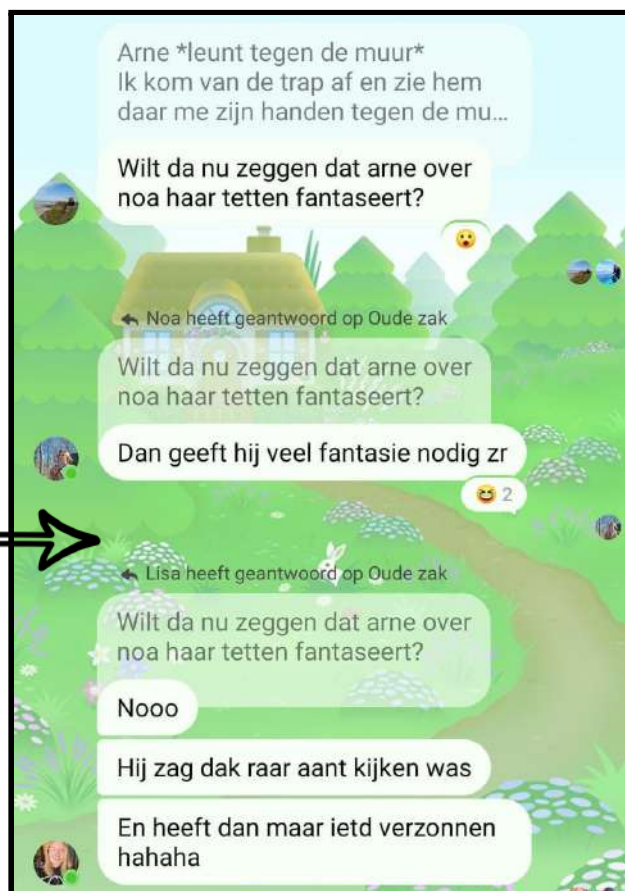 Arne *leunt tegen de muur*
Ik kom van de trap af en zie hem
daar me zijn handen tegen de mu...
Wilt da nu zeggen dat arne over
noa haar tetten fantaseert?
Noa heeft geantwoord op Oude zak
Wilt da nu zeggen dat arne over
noa haar tetten fantaseert?
Dan geeft hij veel fantasie nodig zr
2
Lisa heeft geantwoord op Oude zak
Wilt da nu zeggen dat arne over
noa haar tetten fantaseert?
Nooo
Hij zag dak raar aant kijken was
En heeft dan maar ietd verzonnen
hahaha